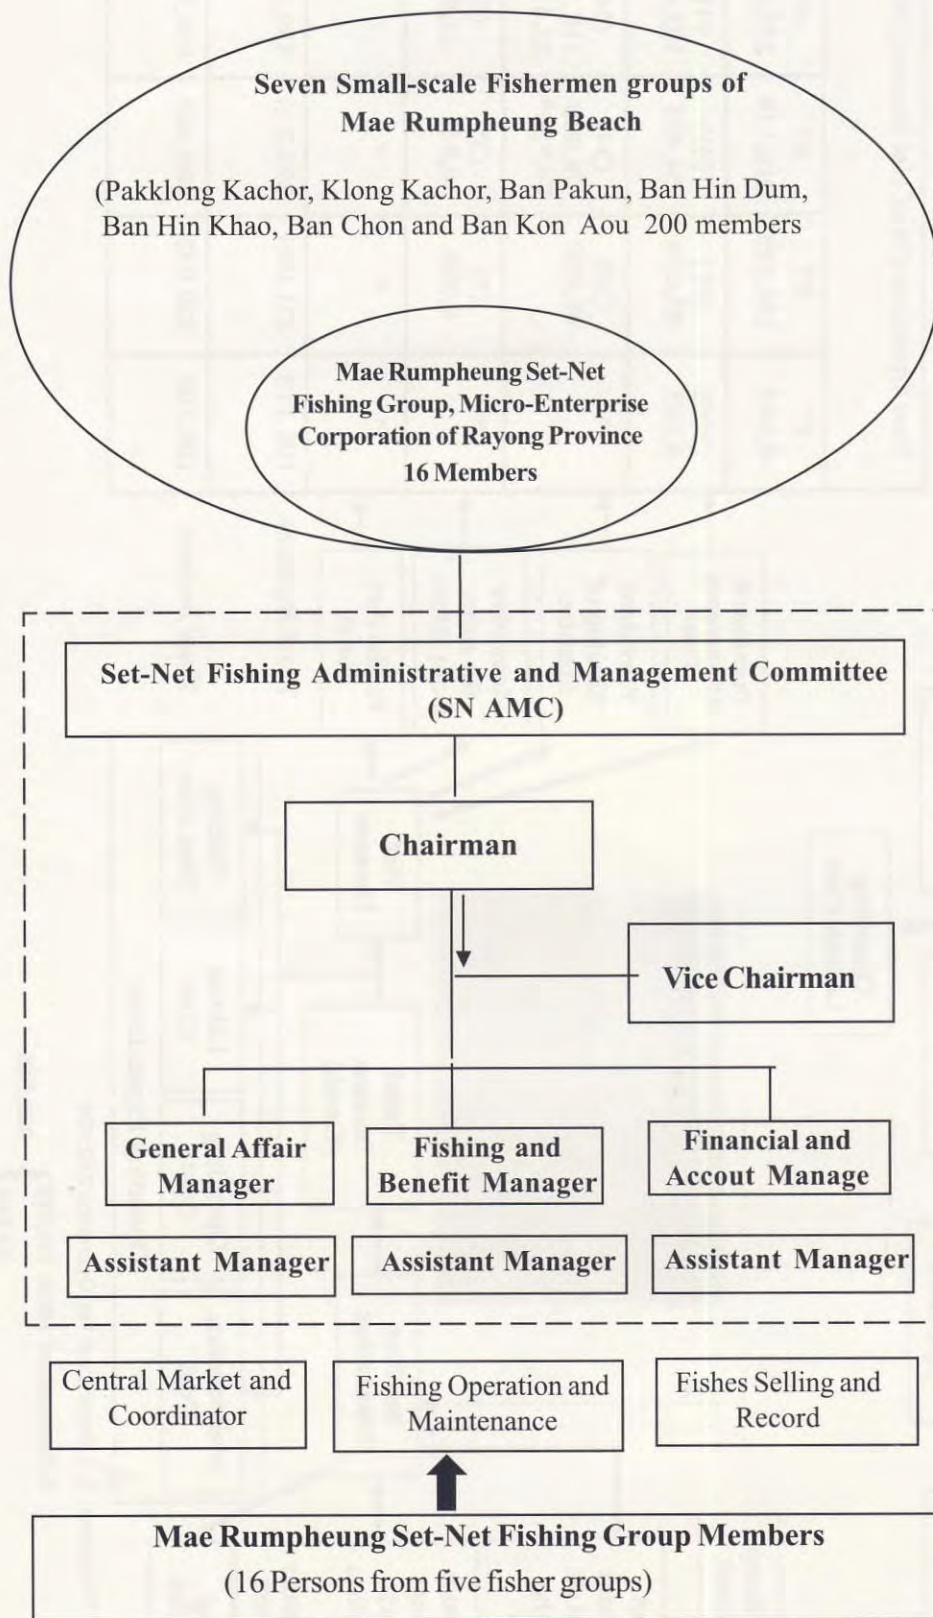 Seven Small-scale Fishermen groups of
Mae Rumpheung Beach
(Pakklong Kachor, Klong Kachor, Ban Pakun, Ban Hin Dum,
Ban Hin Khao, Ban Chon and Ban Kon Aou 200 members
Mae Rumpheung Set-Net
Fishing Group, Micro-Enterprise
Corporation of Rayong Province
16 Members
Set-Net Fishing Administrative and Management Committee
(SN AMC)
Chairman
Vice Chairman
General Affair
Manager
Fishing and
Benefit Manager
Financial and
Accout Manage
Assistant Manager
Assistant Manager
Assistant Manager
Central Market and
Coordinator
Fishing Operation and
Maintenance
Fishes Selling and
Record
Mae Rumpheung Set-Net Fishing Group Members
(16 Persons from five fisher groups)